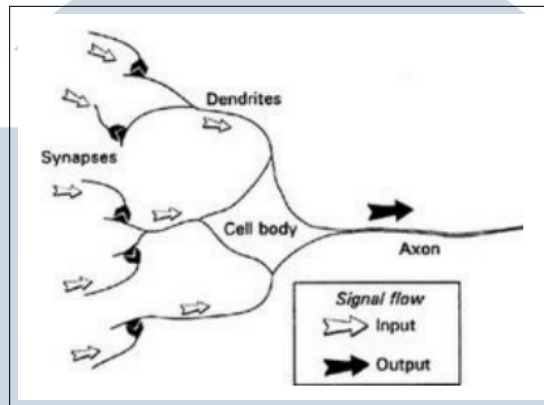 Dendrites
Synapses
Cell body
Axon
Signal flow
Input
Output